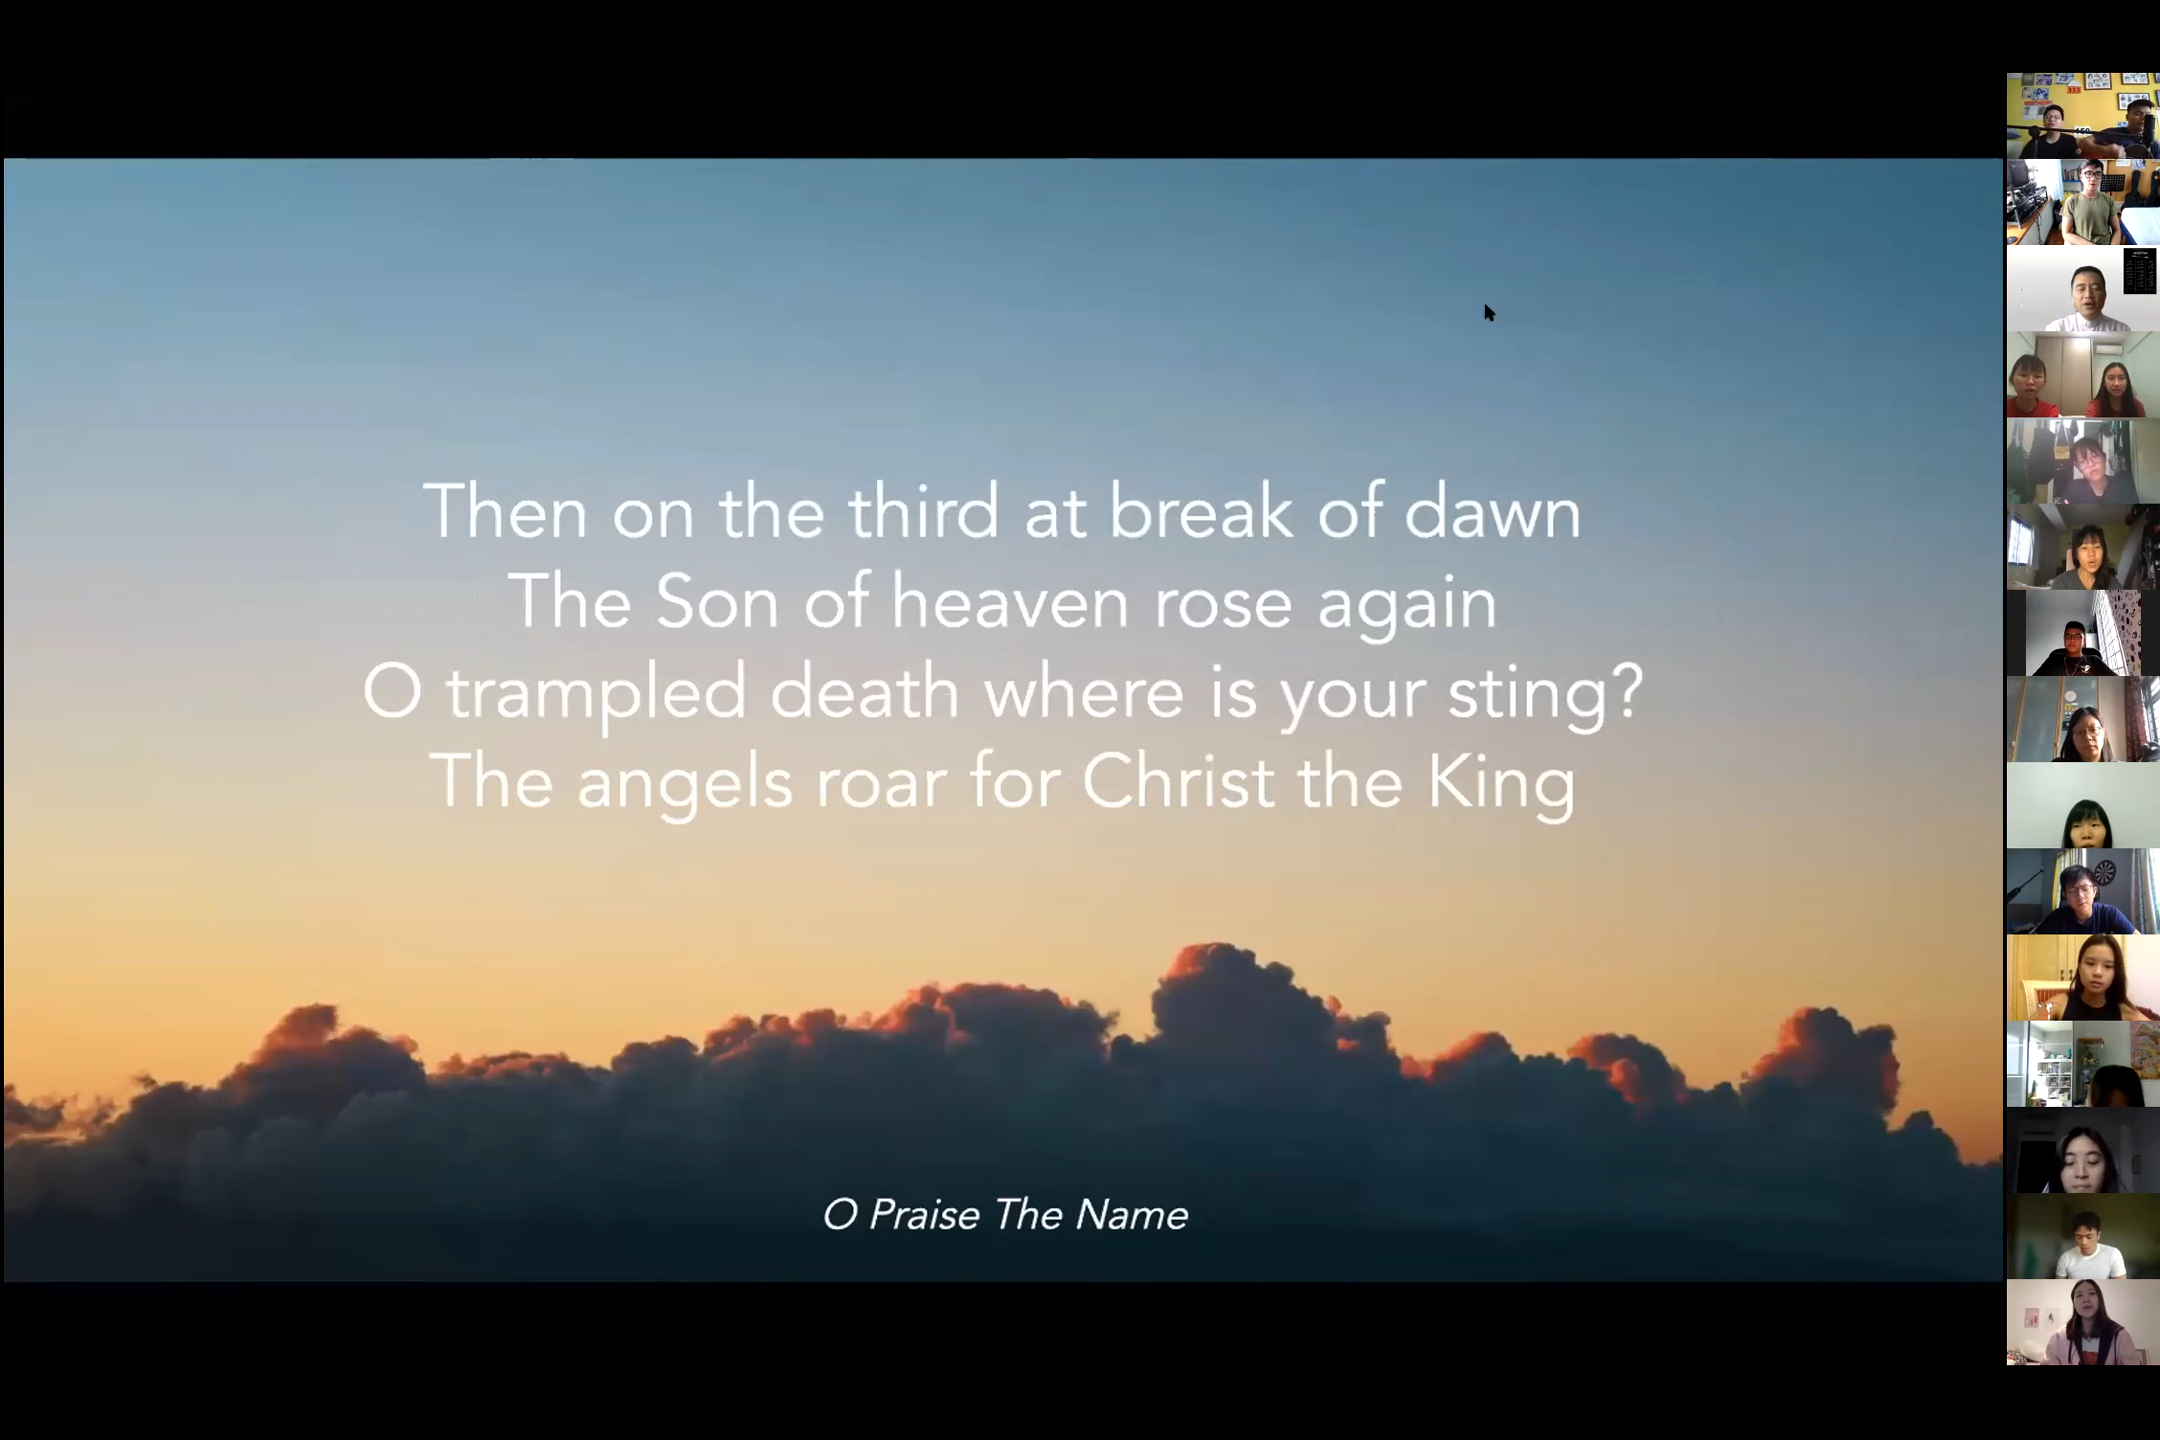 Then on the third at break of dawn
The Son of heaven rose again
O trampled death where is your sting?
The angels roar for Christ the King
O Praise The Name